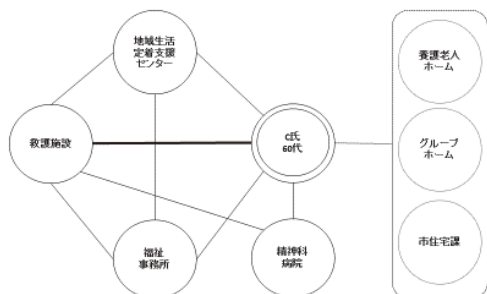 地域生活
定着支援
センター
養護老人
ホーム
救護施設
C氏
60代
グループ
ホーム
福祉
事務所
精神科
病院
市住宅課